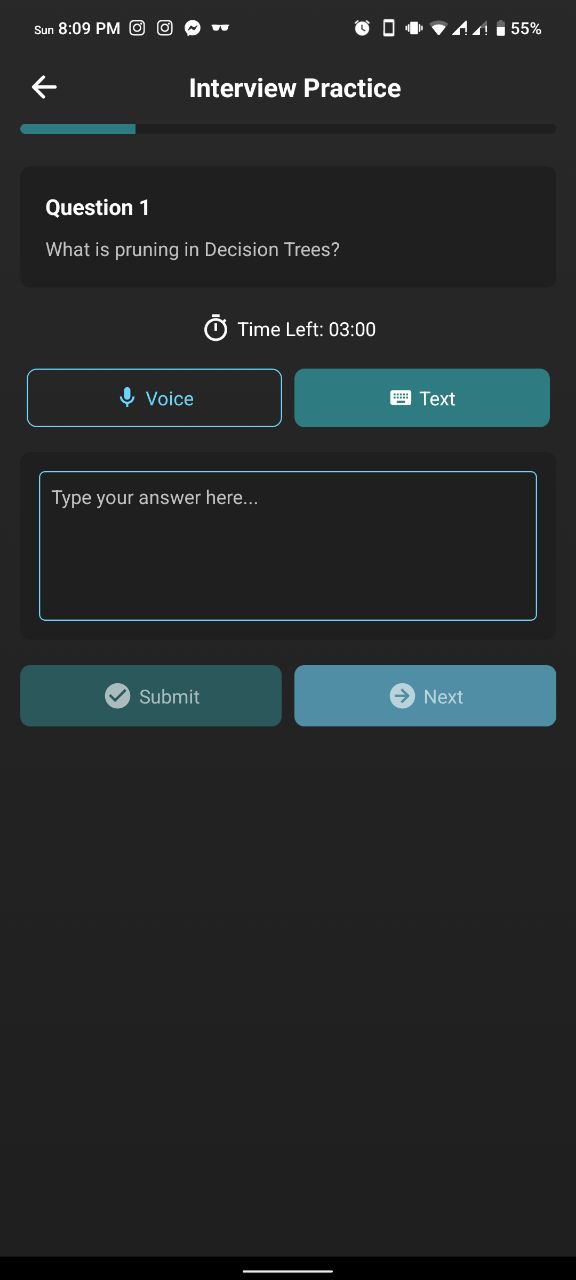 Sun 8:09 PM 55%
Interview Practice
Question 1
What is pruning in Decision Trees?
Time Left: 03:00
Voice Text
Type your answer here...
Submit Next